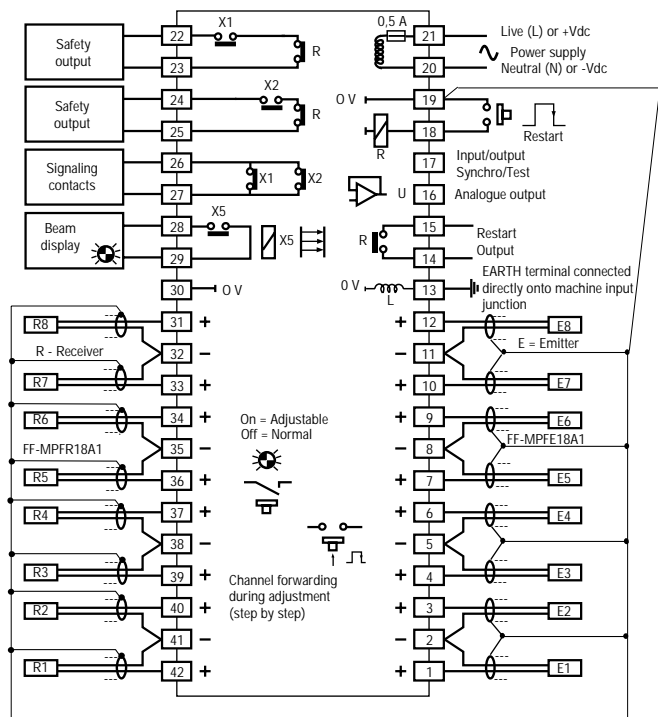 Safety output
22
23
X1
R
0,5 A
21
20
Live (L) or +Vdc
Power supply
Neutral (N) or -Vdc
Safety output
24
25
X2
R
0 V
19
18
R
Restart
Signaling contacts
26
27
X1
X2
17
Input/output
Synchro/Test
U
16
Analogue output
Beam display
28
29
X5
X5
R
15
14
Restart
Output
30
0 V
0 V
L
13
EARTH terminal connected
directly onto machine input
junction
R8
31
+
R - Receiver
32
–
R7
33
+
+
12
E8
–
11
E = Emitter
+
10
E7
R6
34
+
FF-MPFR18A1
35
–
R5
36
+
On = Adjustable
Off = Normal
+
9
E6
–
8
FF-MPFE18A1
+
7
E5
R4
37
+
38
–
R3
39
+
+
6
E4
–
5
+
4
E3
Channel forwarding
during adjustment
(step by step)
R2
40
+
41
–
R1
42
+
+
3
E2
–
2
+
1
E1